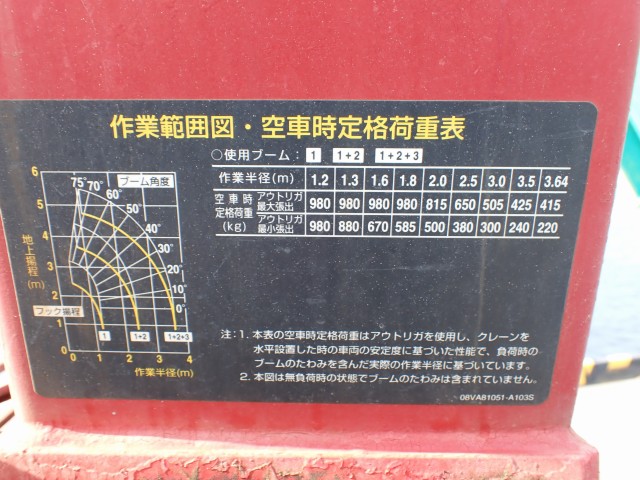 作業範囲図・空車時定格荷重表
○使用ブーム: 1 1+2 1+2+3
作業半径(m) 1.2 1.3 1.6 1.8 2.0 2.5 3.0 3.5 3.64
空車時定格荷重(kg) アウトリガ最大張出 980 980 980 980 815 650 505 425 415
アウトリガ最小張出 980 880 670 585 500 380 300 240 220
ブーム角度
75° 70° 60° 50° 40° 30° 20° 10° 0°
地上揚程(m)
6
5
4
3
2
1
0
フック揚程
1 1+2 1+2+3
0 1 2 3 4
作業半径(m)
注:1. 本表の空車時定格荷重はアウトリガを使用し、クレーンを
水平設置した時の車両の安定度に基づいた性能で、負荷時の
ブームのたわみを含んだ実際の作業半径に基づいています。
2. 本図は無負荷時の状態でブームのたわみは含まれていません。
08VA81051-A103S